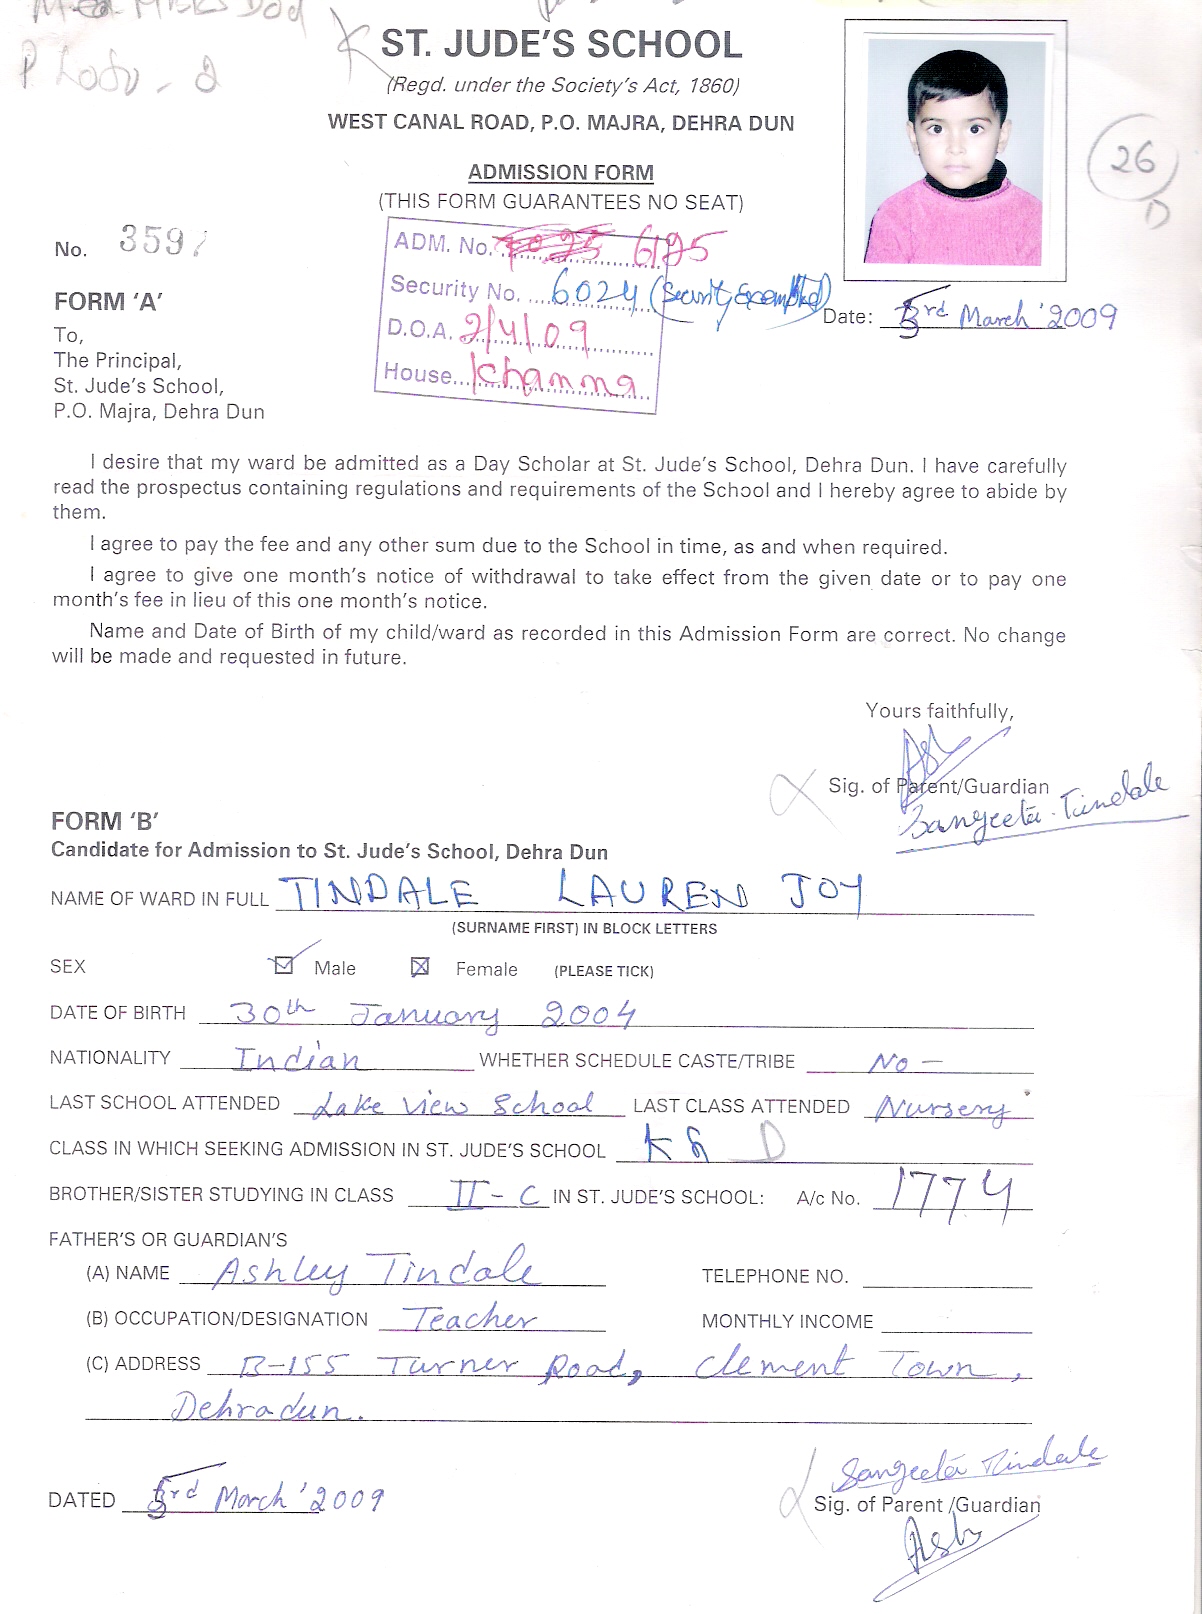 ST. JUDE'S SCHOOL
(Regd. under the Society's Act, 1860)
WEST CANAL ROAD, P.O. MAJRA, DEHRA DUN
26
D
ADMISSION FORM
(THIS FORM GUARANTEES NO SEAT)
No. 3597
ADM. No. 6195
Security No. 6024 (Security Exempted)
D.O.A. 2/4/09
House Khanna
Date: 3rd March '2009
FORM 'A'
To,
The Principal,
St. Jude's School,
P.O. Majra, Dehra Dun
I desire that my ward be admitted as a Day Scholar at St. Jude's School, Dehra Dun. I have carefully
read the prospectus containing regulations and requirements of the School and I hereby agree to abide by
them.
I agree to pay the fee and any other sum due to the School in time, as and when required.
I agree to give one month's notice of withdrawal to take effect from the given date or to pay one
month's fee in lieu of this one month's notice.
Name and Date of Birth of my child/ward as recorded in this Admission Form are correct. No change
will be made and requested in future.
Yours faithfully,
Sig. of Parent/Guardian
Sangeeta Tindale
FORM 'B'
Candidate for Admission to St. Jude's School, Dehra Dun
NAME OF WARD IN FULL TINDALE LAUREN JOY
(SURNAME FIRST) IN BLOCK LETTERS
SEX Male Female (PLEASE TICK)
DATE OF BIRTH 30th January 2004
NATIONALITY Indian WHETHER SCHEDULE CASTE/TRIBE No –
LAST SCHOOL ATTENDED Lake View School LAST CLASS ATTENDED Nursery
CLASS IN WHICH SEEKING ADMISSION IN ST. JUDE'S SCHOOL KG D
BROTHER/SISTER STUDYING IN CLASS II-C IN ST. JUDE'S SCHOOL: A/c No. 1774
FATHER'S OR GUARDIAN'S
(A) NAME Ashley Tindale TELEPHONE NO.
(B) OCCUPATION/DESIGNATION Teacher MONTHLY INCOME
(C) ADDRESS B-155 Turner Road, Clement Town,
Dehradun.
Sangeeta Tindale
DATED 3rd March '2009 Sig. of Parent /Guardian
Ash